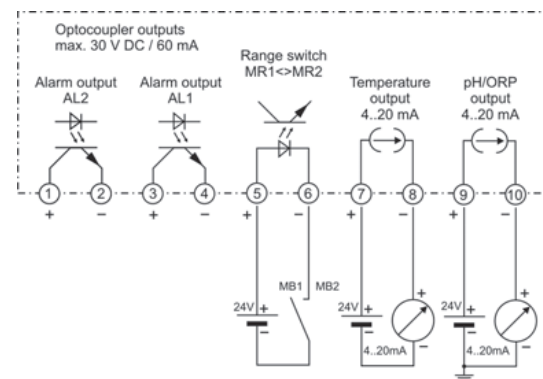 Optocoupler outputs
max. 30 V DC / 60 mA
Range switch
MR1<>MR2
Alarm output
AL2
Alarm output
AL1
Temperature
output
4..20 mA
pH/ORP
output
4..20 mA
1 2 3 4 5 6 7 8 9 10
+ − + − + − + − + −
MB1 MB2
24V + − 
24V + − + −
4..20mA
24V + − + −
4..20mA